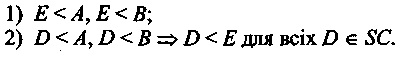 1) E < A, E < B;
2) D < A, D < B ⇒ D < E для всіх D ∈ SC.